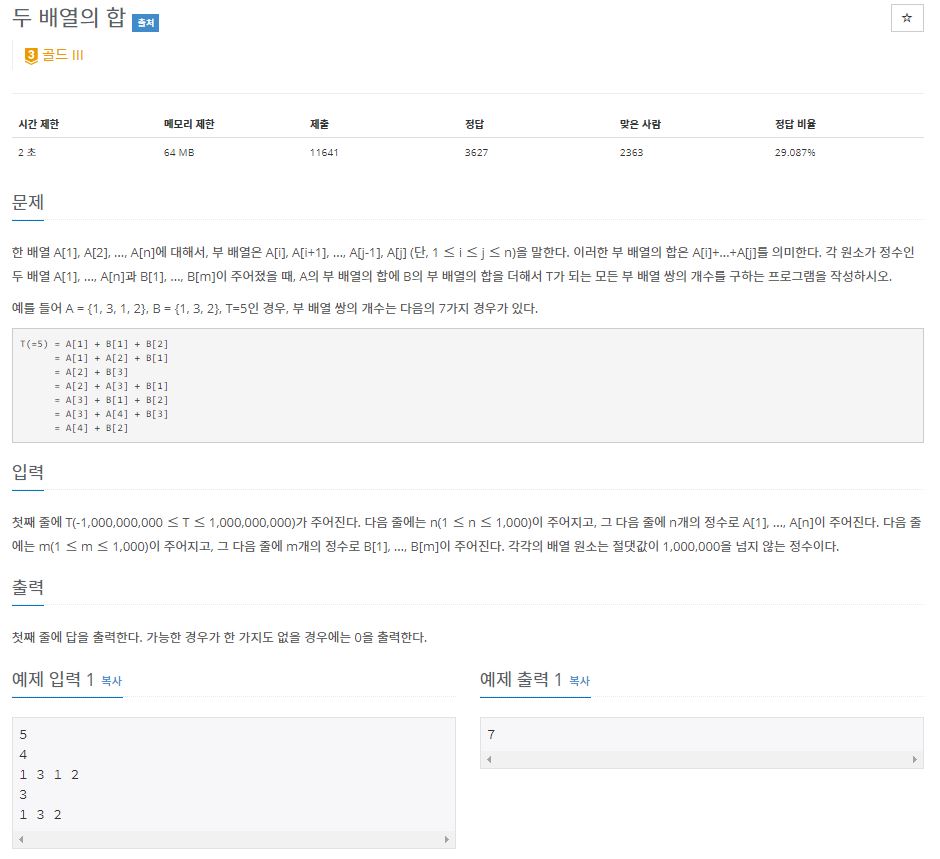 두 배열의 합 출처
☆
3 골드 III
시간 제한 메모리 제한 제출 정답 맞은 사람 정답 비율
2 초 64 MB 11641 3627 2363 29.087%
문제
한 배열 A[1], A[2], ..., A[n]에 대해서, 부 배열은 A[i], A[i+1], ..., A[j-1], A[j] (단, 1 ≤ i ≤ j ≤ n)을 말한다. 이러한 부 배열의 합은 A[i]+...+A[j]를 의미한다. 각 원소가 정수인
두 배열 A[1], ..., A[n]과 B[1], ..., B[m]이 주어졌을 때, A의 부 배열의 합에 B의 부 배열의 합을 더해서 T가 되는 모든 부 배열 쌍의 개수를 구하는 프로그램을 작성하시오.
예를 들어 A = {1, 3, 1, 2}, B = {1, 3, 2}, T=5인 경우, 부 배열 쌍의 개수는 다음의 7가지 경우가 있다.
T(=5) = A[1] + B[1] + B[2]
= A[1] + A[2] + B[1]
= A[2] + B[3]
= A[2] + A[3] + B[1]
= A[3] + B[1] + B[2]
= A[3] + A[4] + B[3]
= A[4] + B[2]
입력
첫째 줄에 T(-1,000,000,000 ≤ T ≤ 1,000,000,000)가 주어진다. 다음 줄에는 n(1 ≤ n ≤ 1,000)이 주어지고, 그 다음 줄에 n개의 정수로 A[1], ..., A[n]이 주어진다. 다음 줄
에는 m(1 ≤ m ≤ 1,000)이 주어지고, 그 다음 줄에 m개의 정수로 B[1], ..., B[m]이 주어진다. 각각의 배열 원소는 절댓값이 1,000,000을 넘지 않는 정수이다.
출력
첫째 줄에 답을 출력한다. 가능한 경우가 한 가지도 없을 경우에는 0을 출력한다.
예제 입력 1 복사
5
4
1 3 1 2
3
1 3 2
예제 출력 1 복사
7